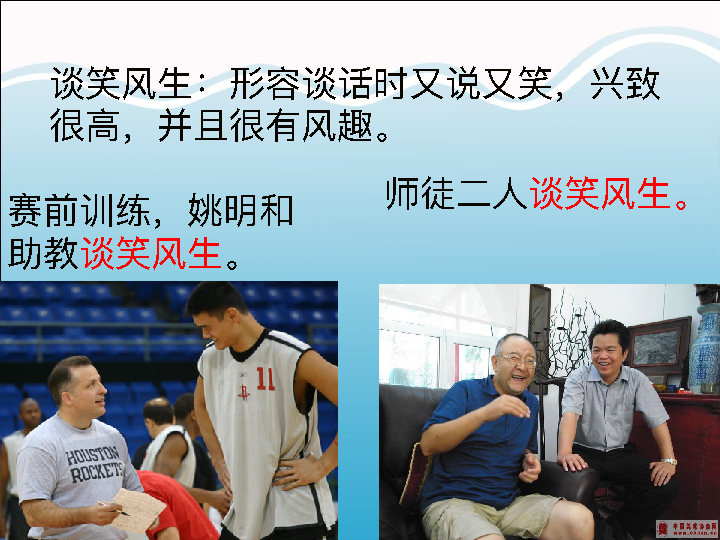 谈笑风生：形容谈话时又说又笑，兴致
很高，并且很有风趣。
师徒二人谈笑风生。
赛前训练，姚明和
助教谈笑风生。
11
HOUSTON
ROCKETS